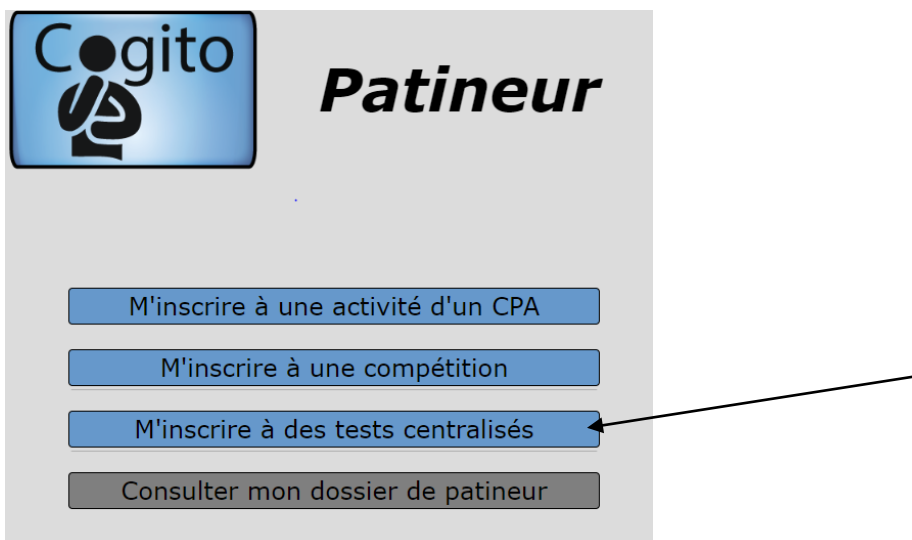 Cogito
Patineur
M'inscrire à une activité d'un CPA
M'inscrire à une compétition
M'inscrire à des tests centralisés
Consulter mon dossier de patineur